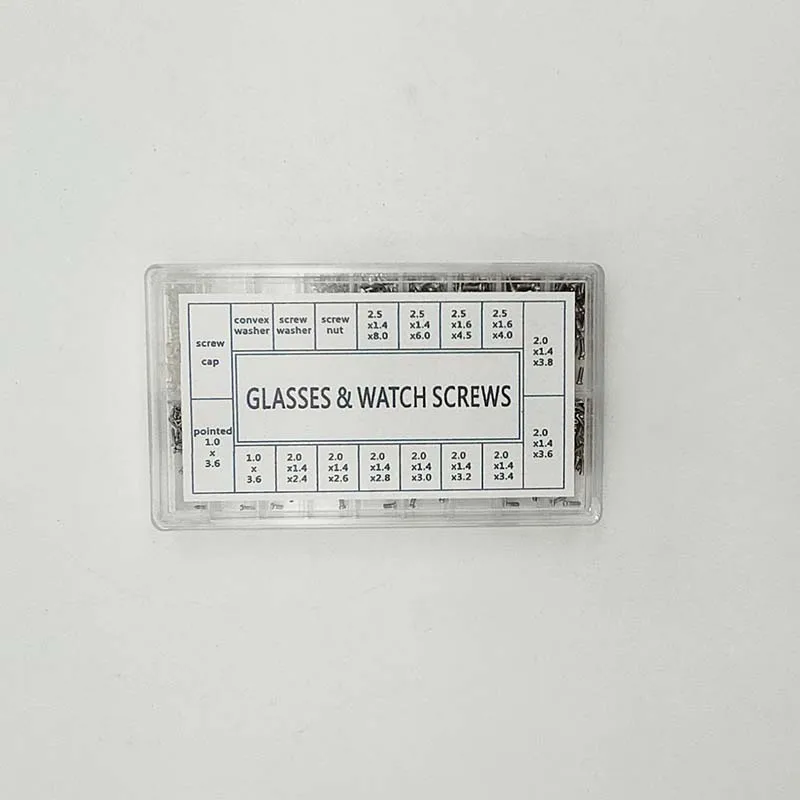 screw
cap
convex
washer
screw
washer
screw
nut
2.5
x1.4
x8.0
2.5
x1.4
x6.0
2.5
x1.6
x4.5
2.5
x1.6
x4.0
2.0
x1.4
x3.8
GLASSES & WATCH SCREWS
pointed
1.0
x
3.6
1.0
x
3.6
2.0
x1.4
x2.4
2.0
x1.4
x2.6
2.0
x1.4
x2.8
2.0
x1.4
x3.0
2.0
x1.4
x3.2
2.0
x1.4
x3.4
2.0
x1.4
x3.6